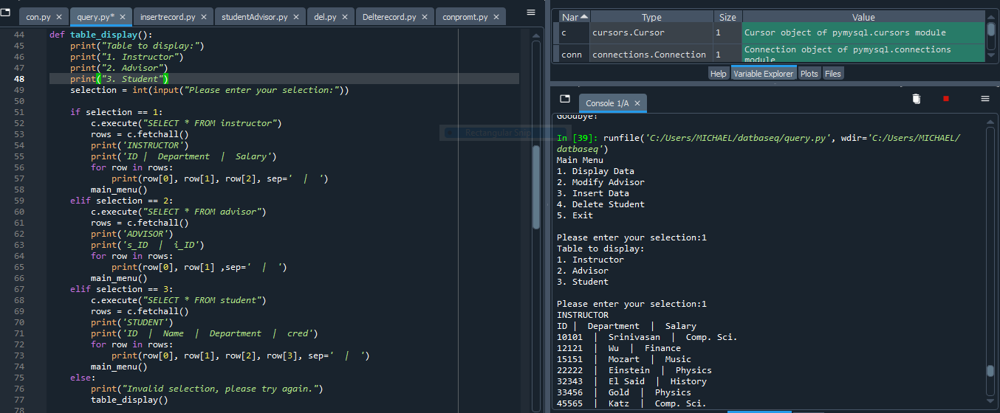 con.py × query.py* × insertrecord.py × studentAdvisor.py × del.py × Delterecord.py × conpromt.py ×
44 def table_display():
45 print("Table to display:")
46 print("1. Instructor")
47 print("2. Advisor")
48 print("3. Student")
49 selection = int(input("Please enter your selection:"))
50
51 if selection == 1:
52 c.execute("SELECT * FROM instructor")
53 rows = c.fetchall()
54 print('INSTRUCTOR')
55 print('ID |  Department  |  Salary')
56 for row in rows:
57 print(row[0], row[1], row[2], sep='  |  ')
58 main_menu()
59 elif selection == 2:
60 c.execute("SELECT * FROM advisor")
61 rows = c.fetchall()
62 print('ADVISOR')
63 print('s_ID  |  i_ID')
64 for row in rows:
65 print(row[0], row[1] ,sep='  |  ')
66 main_menu()
67 elif selection == 3:
68 c.execute("SELECT * FROM student")
69 rows = c.fetchall()
70 print('STUDENT')
71 print('ID  |  Name  |  Department  |  cred')
72 for row in rows:
73 print(row[0], row[1], row[2], row[3], sep='  |  ')
74 main_menu()
75 else:
76 print("Invalid selection, please try again.")
77 table_display()
78
Rectangular Snip
Nar Type Size Value
c cursors.Cursor 1 Cursor object of pymysql.cursors module
conn connections.Connection 1 Connection object of pymysql.connections
module
Help Variable Explorer Plots Files
Console 1/A ×
Goodbye!
In [39]: runfile('C:/Users/MICHAEL/datbaseq/query.py', wdir='C:/Users/MICHAEL/
datbaseq')
Main Menu
1. Display Data
2. Modify Advisor
3. Insert Data
4. Delete Student
5. Exit
Please enter your selection:1
Table to display:
1. Instructor
2. Advisor
3. Student
Please enter your selection:1
INSTRUCTOR
ID |  Department  |  Salary
10101  |  Srinivasan  |  Comp. Sci.
12121  |  Wu  |  Finance
15151  |  Mozart  |  Music
22222  |  Einstein  |  Physics
32343  |  El Said  |  History
33456  |  Gold  |  Physics
45565  |  Katz  |  Comp. Sci.